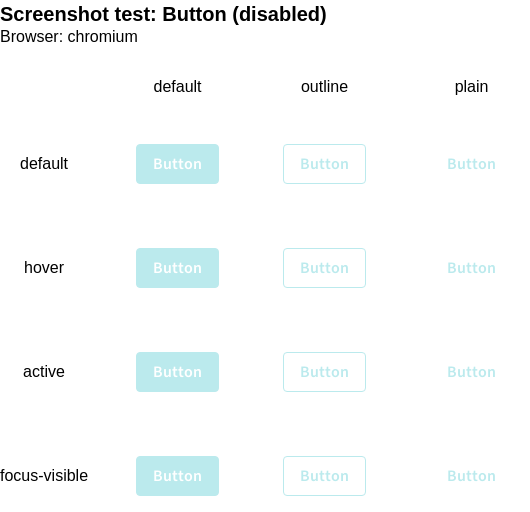 Screenshot test: Button (disabled)
Browser: chromium
default outline plain
default Button Button Button
hover Button Button Button
active Button Button Button
focus-visible Button Button Button